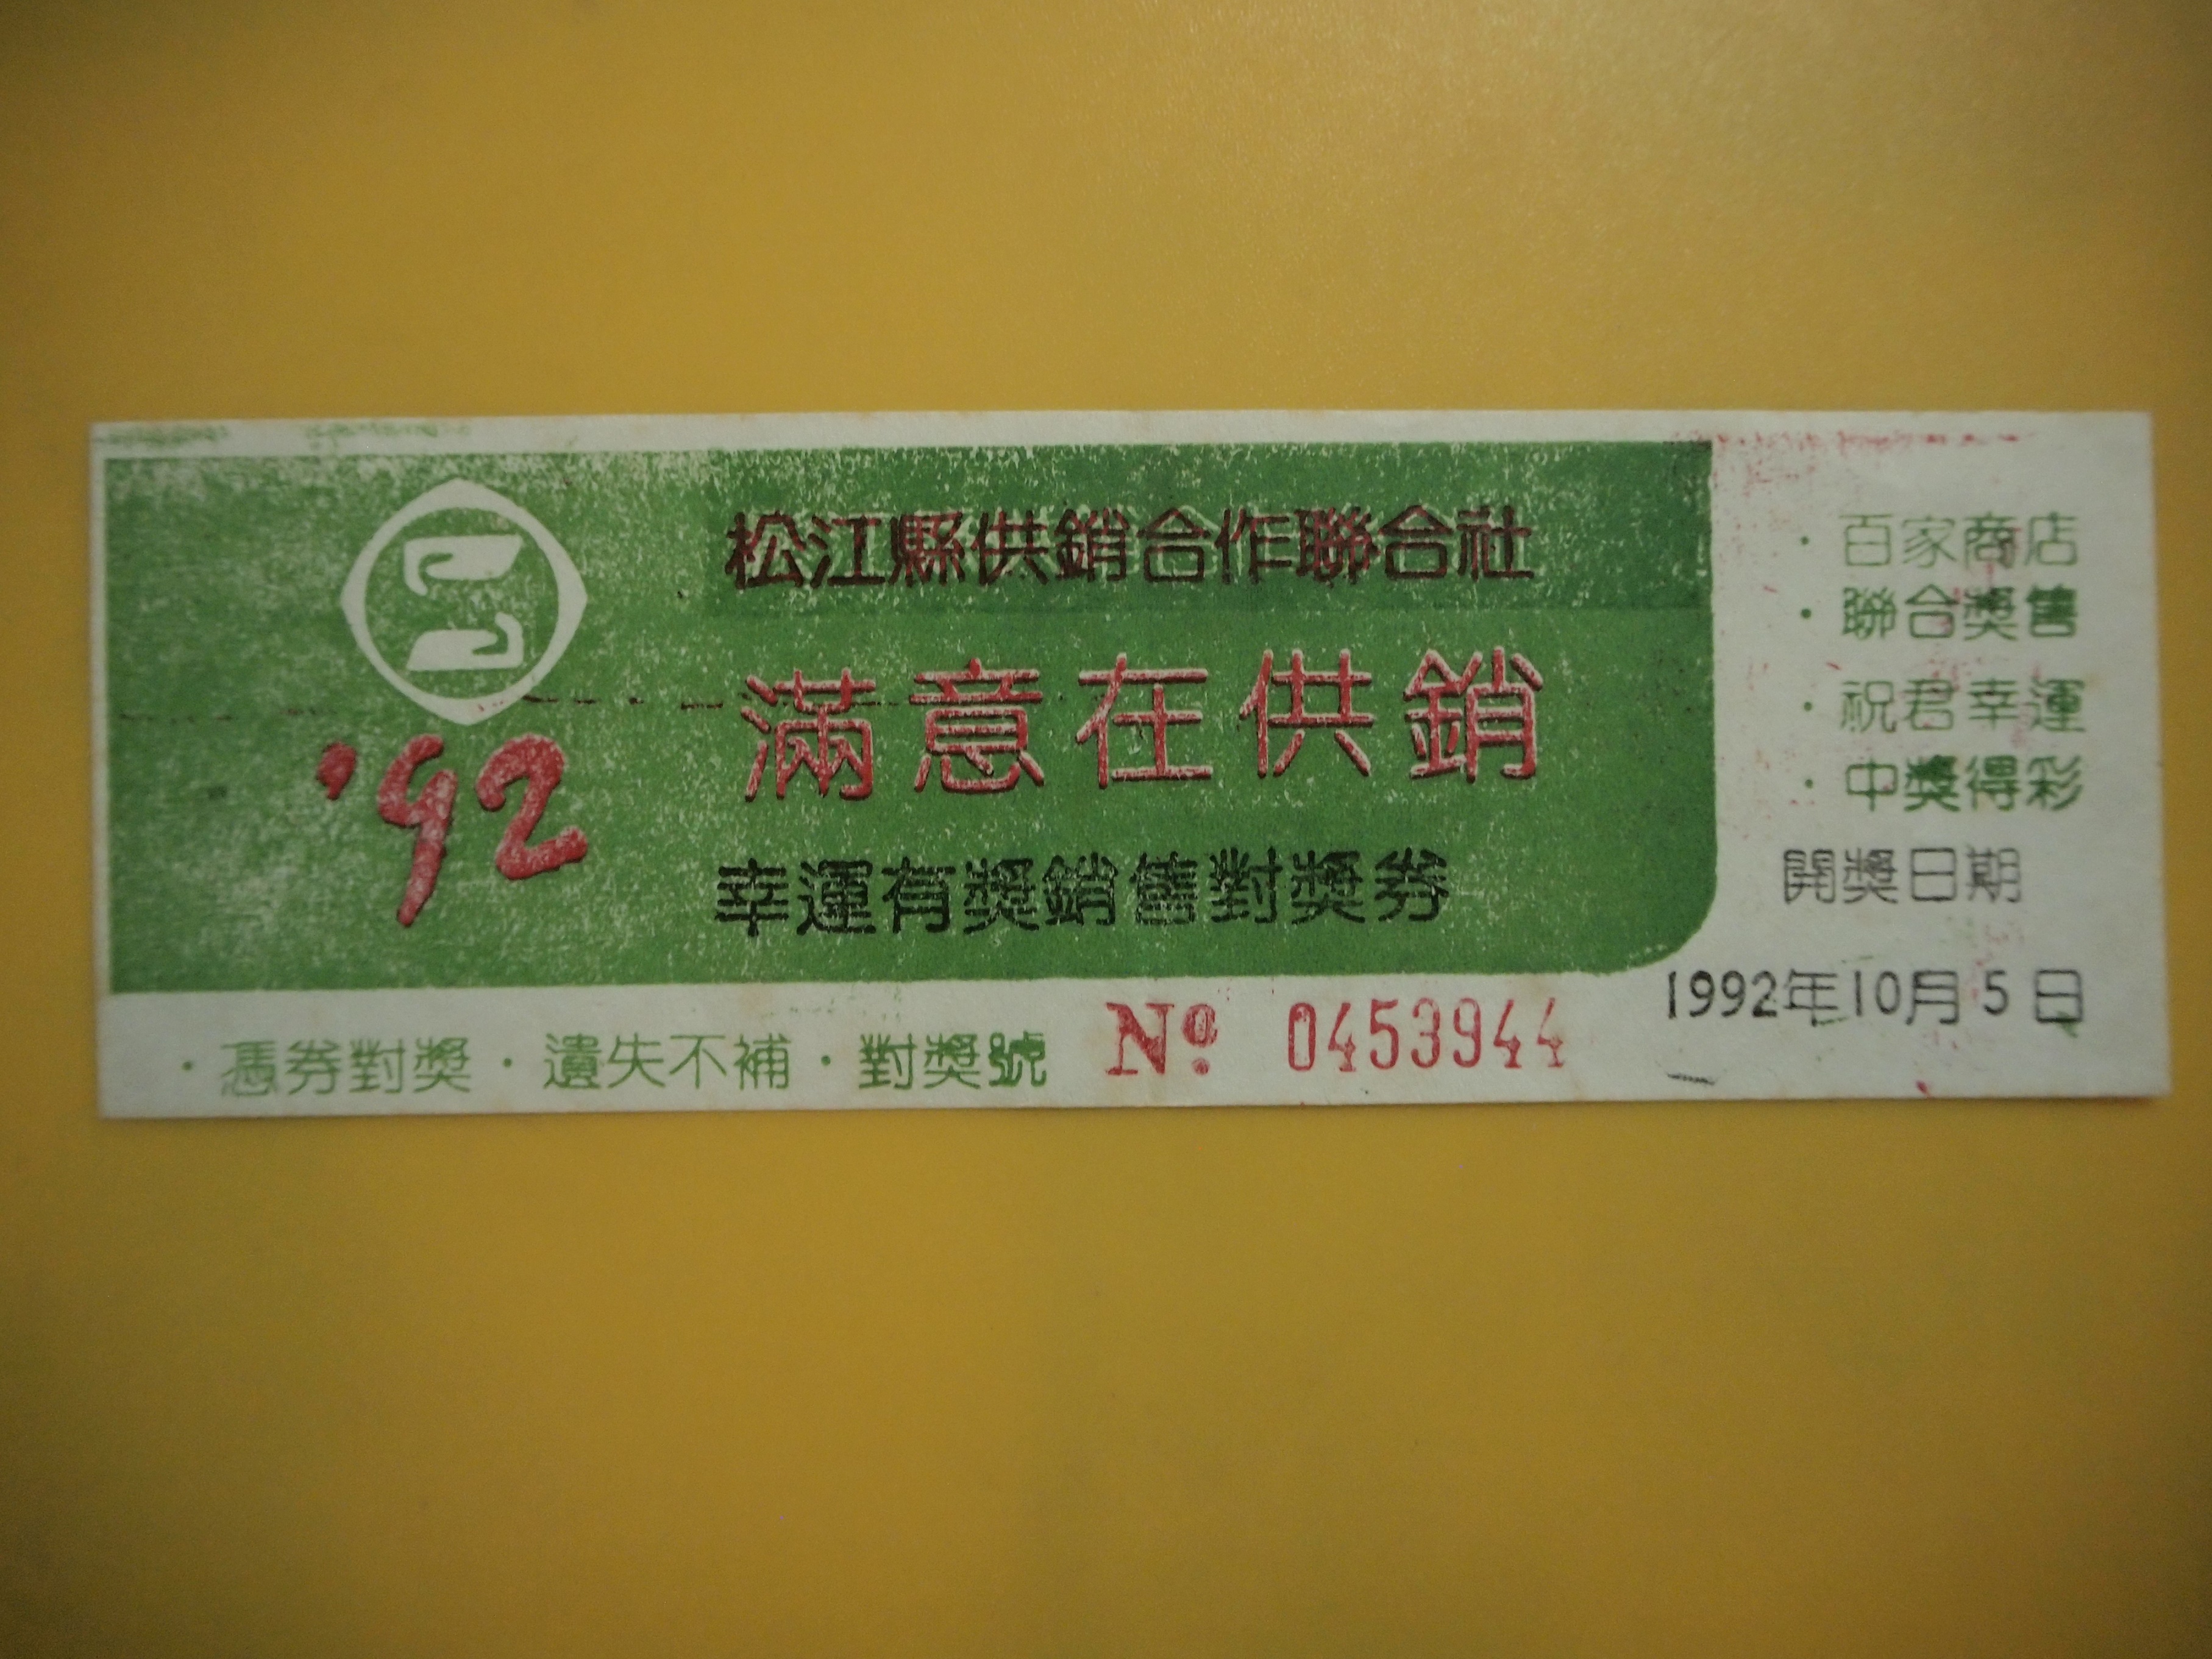 松江縣供銷合作聯合社
滿意在供銷
'92
幸運有獎銷售對獎券
·憑券對獎·遺失不補·對獎號 Nº 0453944
·百家商店
·聯合獎售
·祝君幸運
·中獎得彩
開獎日期
1992年10月5日